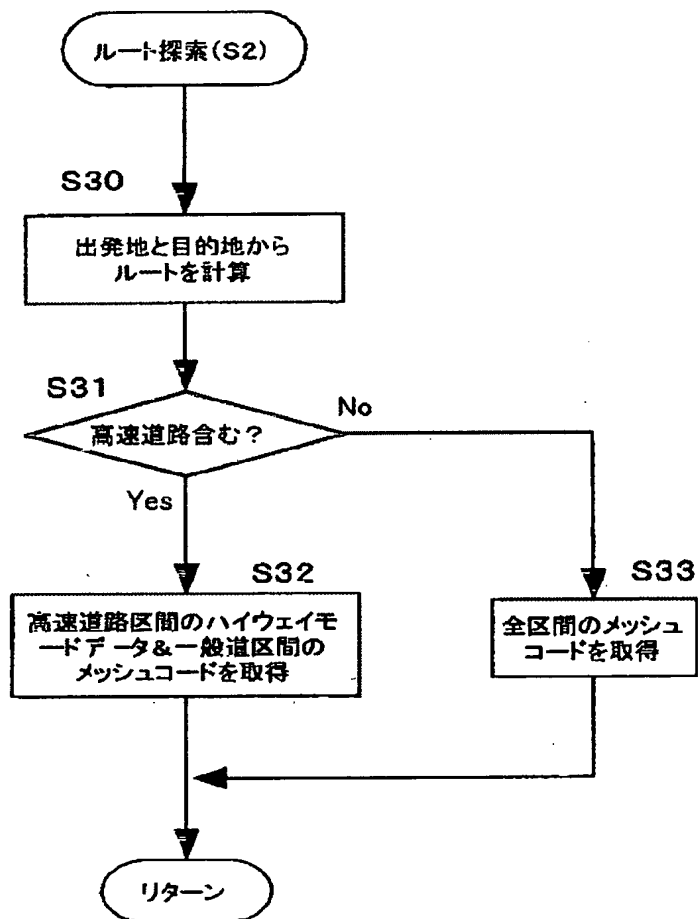 ルート探索(S2)
S30
出発地と目的地から
ルートを計算
S31
高速道路含む？
No
Yes
S32
高速道路区間のハイウェイモ
ードデータ&一般道区間の
メッシュコードを取得
S33
全区間のメッシュ
コードを取得
リターン